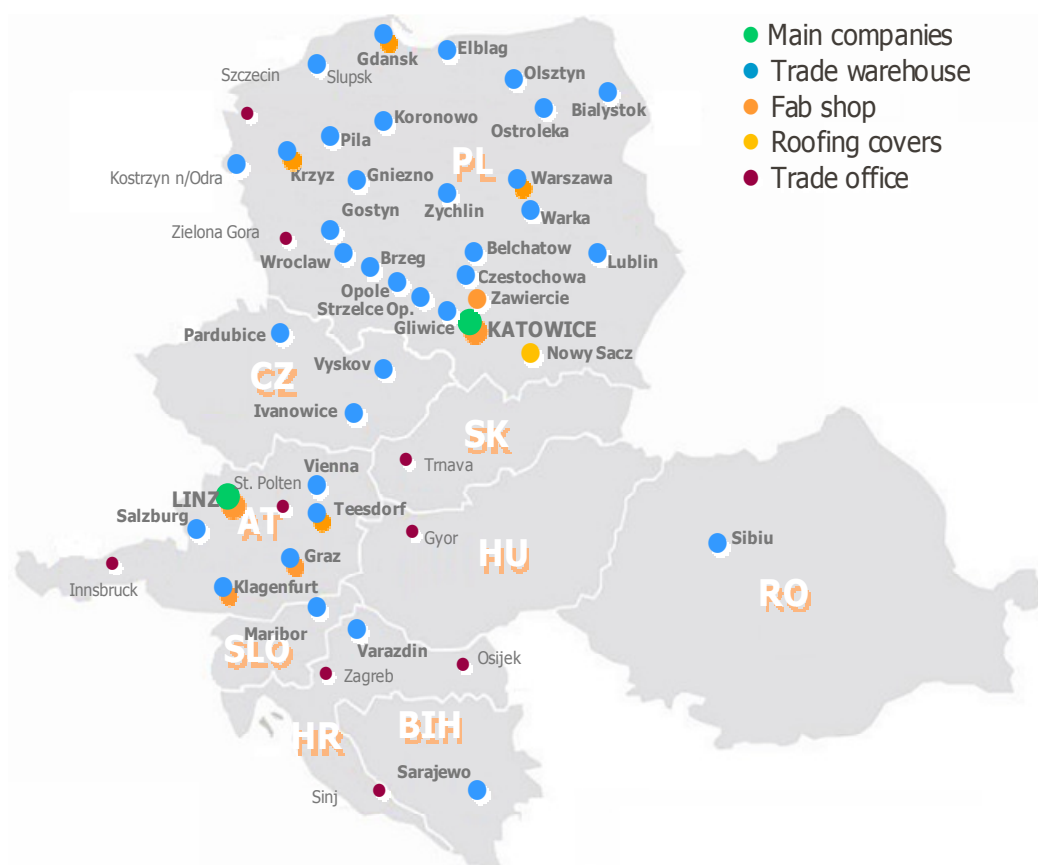 Main companies
Trade warehouse
Fab shop
Roofing covers
Trade office
Gdansk
Elblag
Szczecin
Slupsk
Olsztyn
Bialystok
Koronowo
Ostroleka
Pila
PL
Krzyz
Kostrzyn n/Odra
Gniezno
Warszawa
Zychlin
Gostyn
Warka
Zielona Gora
Belchatow
Wroclaw
Brzeg
Lublin
Czestochowa
Opole
Zawiercie
Strzelce Op.
Gliwice
KATOWICE
Pardubice
Nowy Sacz
Vyskov
CZ
Ivanowice
SK
Vienna
Trnava
St. Polten
LINZ
Teesdorf
Salzburg
AT
Gyor
Sibiu
HU
Graz
Innsbruck
Klagenfurt
RO
Maribor
SLO
Varazdin
Osijek
Zagreb
BIH
HR
Sarajewo
Sinj